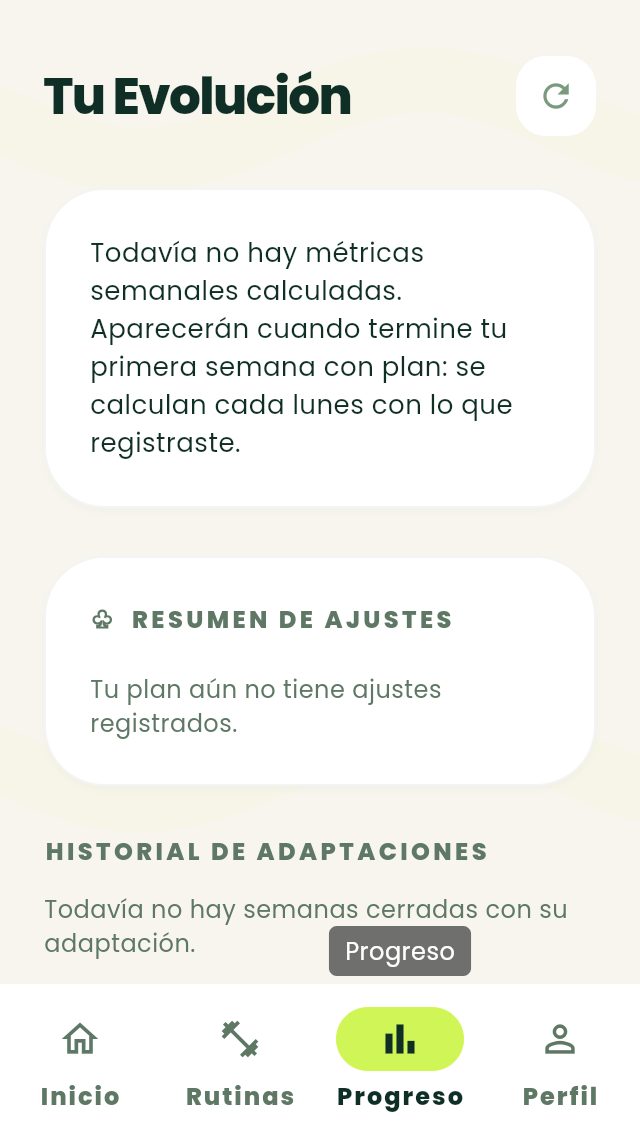 Tu Evolución
Todavía no hay métricas
semanales calculadas.
Aparecerán cuando termine tu
primera semana con plan: se
calculan cada lunes con lo que
registraste.
RESUMEN DE AJUSTES
Tu plan aún no tiene ajustes
registrados.
HISTORIAL DE ADAPTACIONES
Todavía no hay semanas cerradas con su
adaptación.
Progreso
Inicio
Rutinas
Progreso
Perfil